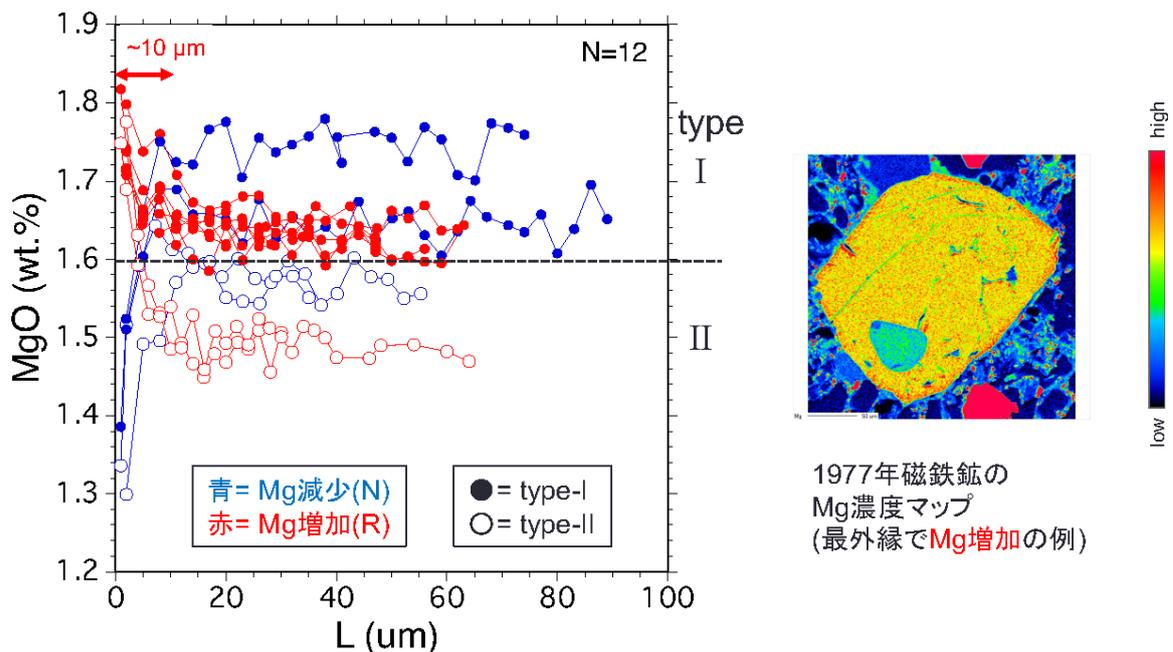 1.9
1.8
1.7
1.6
1.5
1.4
1.3
1.2
MgO (wt.%)
~10 µm
N=12
type
I
II
青= Mg減少(N)
赤= Mg増加(R)
●= type-I
○= type-II
0
20
40
60
80
100
L (um)
high
low
Mg
1977年磁鉄鉱の
Mg濃度マップ
(最外縁でMg増加の例)